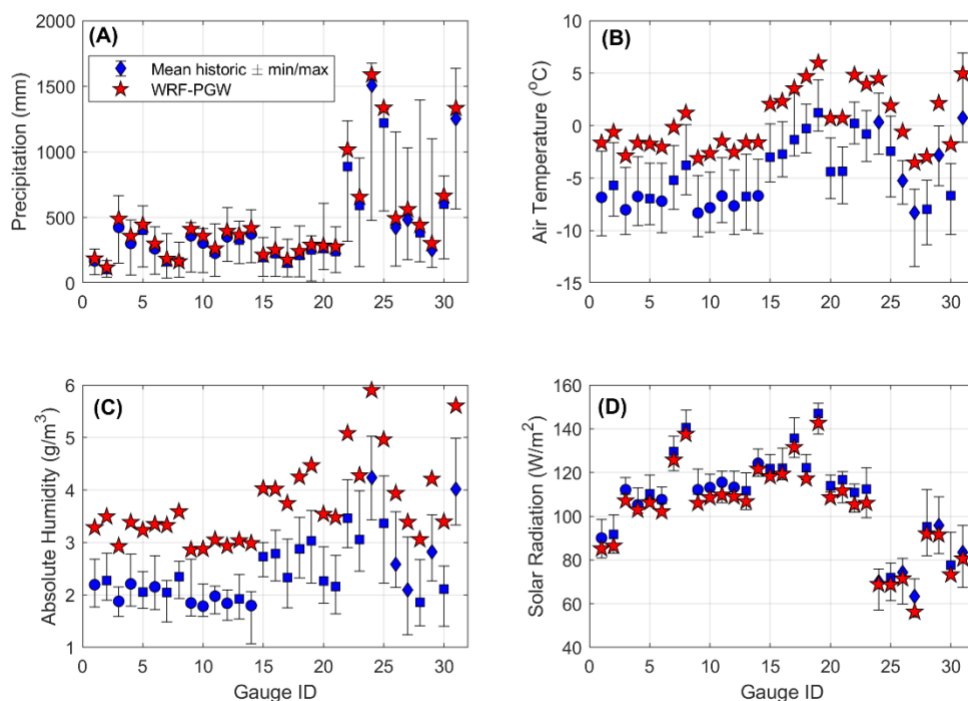 (A)
Precipitation (mm)
2000
1500
1000
500
0
Mean historic ± min/max
WRF-PGW
0 5 10 15 20 25 30
(B)
Air Temperature (°C)
10
5
0
-5
-10
-15
0 5 10 15 20 25 30
(C)
Absolute Humidity (g/m³)
6
5
4
3
2
1
0 5 10 15 20 25 30
Gauge ID
(D)
Solar Radiation (W/m²)
160
140
120
100
80
60
40
0 5 10 15 20 25 30
Gauge ID